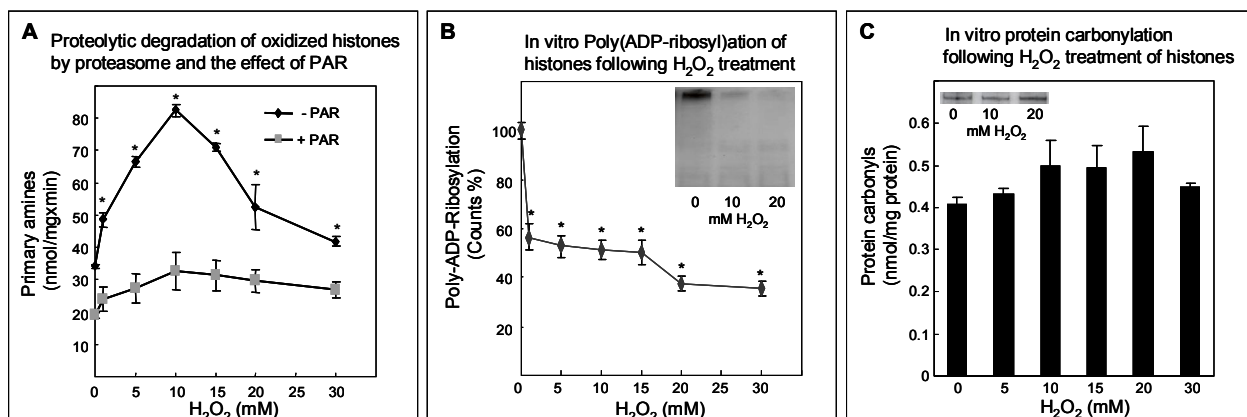 A
Proteolytic degradation of oxidized histones
by proteasome and the effect of PAR
Primary amines
(nmol/mgxmin)
80
70
60
50
40
30
20
10
- PAR
+ PAR
*
*
*
*
*
*
0 5 10 15 20 30
H₂O₂ (mM)
B
In vitro Poly(ADP-ribosyl)ation of
histones following H₂O₂ treatment
Poly-ADP-Ribosylation
(Counts %)
100
80
60
40
20
0 10 20
mM H₂O₂
* * * *
* *
0 5 10 15 20 30
H₂O₂ (mM)
C
In vitro protein carbonylation
following H₂O₂ treatment of histones
0 10 20
mM H₂O₂
Protein carbonyls
(nmol/mg protein)
0.6
0.5
0.4
0.3
0.2
0.1
0
0 5 10 15 20 30
H₂O₂ (mM)